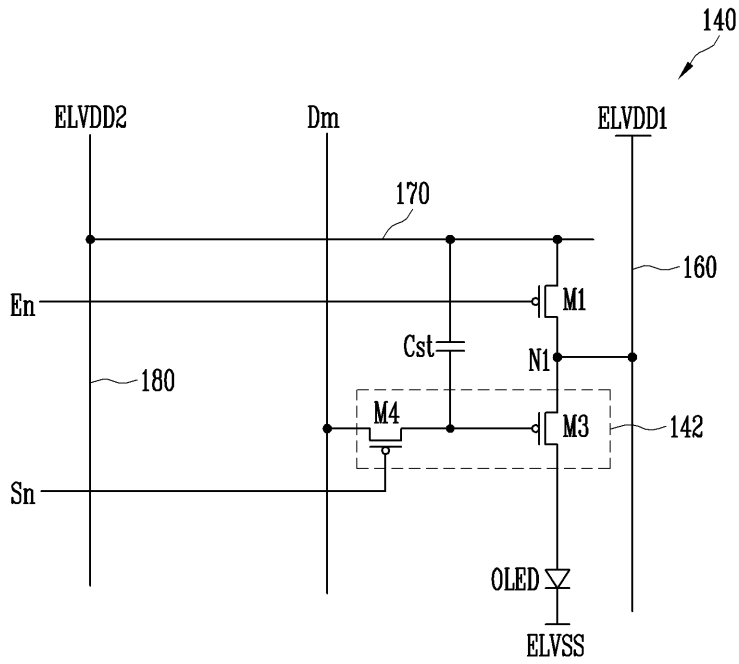 140
ELVDD2
Dm
ELVDD1
170
160
En
M1
Cst
N1
180
M4
M3
142
Sn
OLED
ELVSS